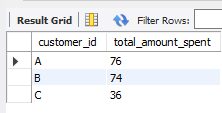 Result Grid Filter Rows:
customer_id total_amount_spent
A 76
B 74
C 36